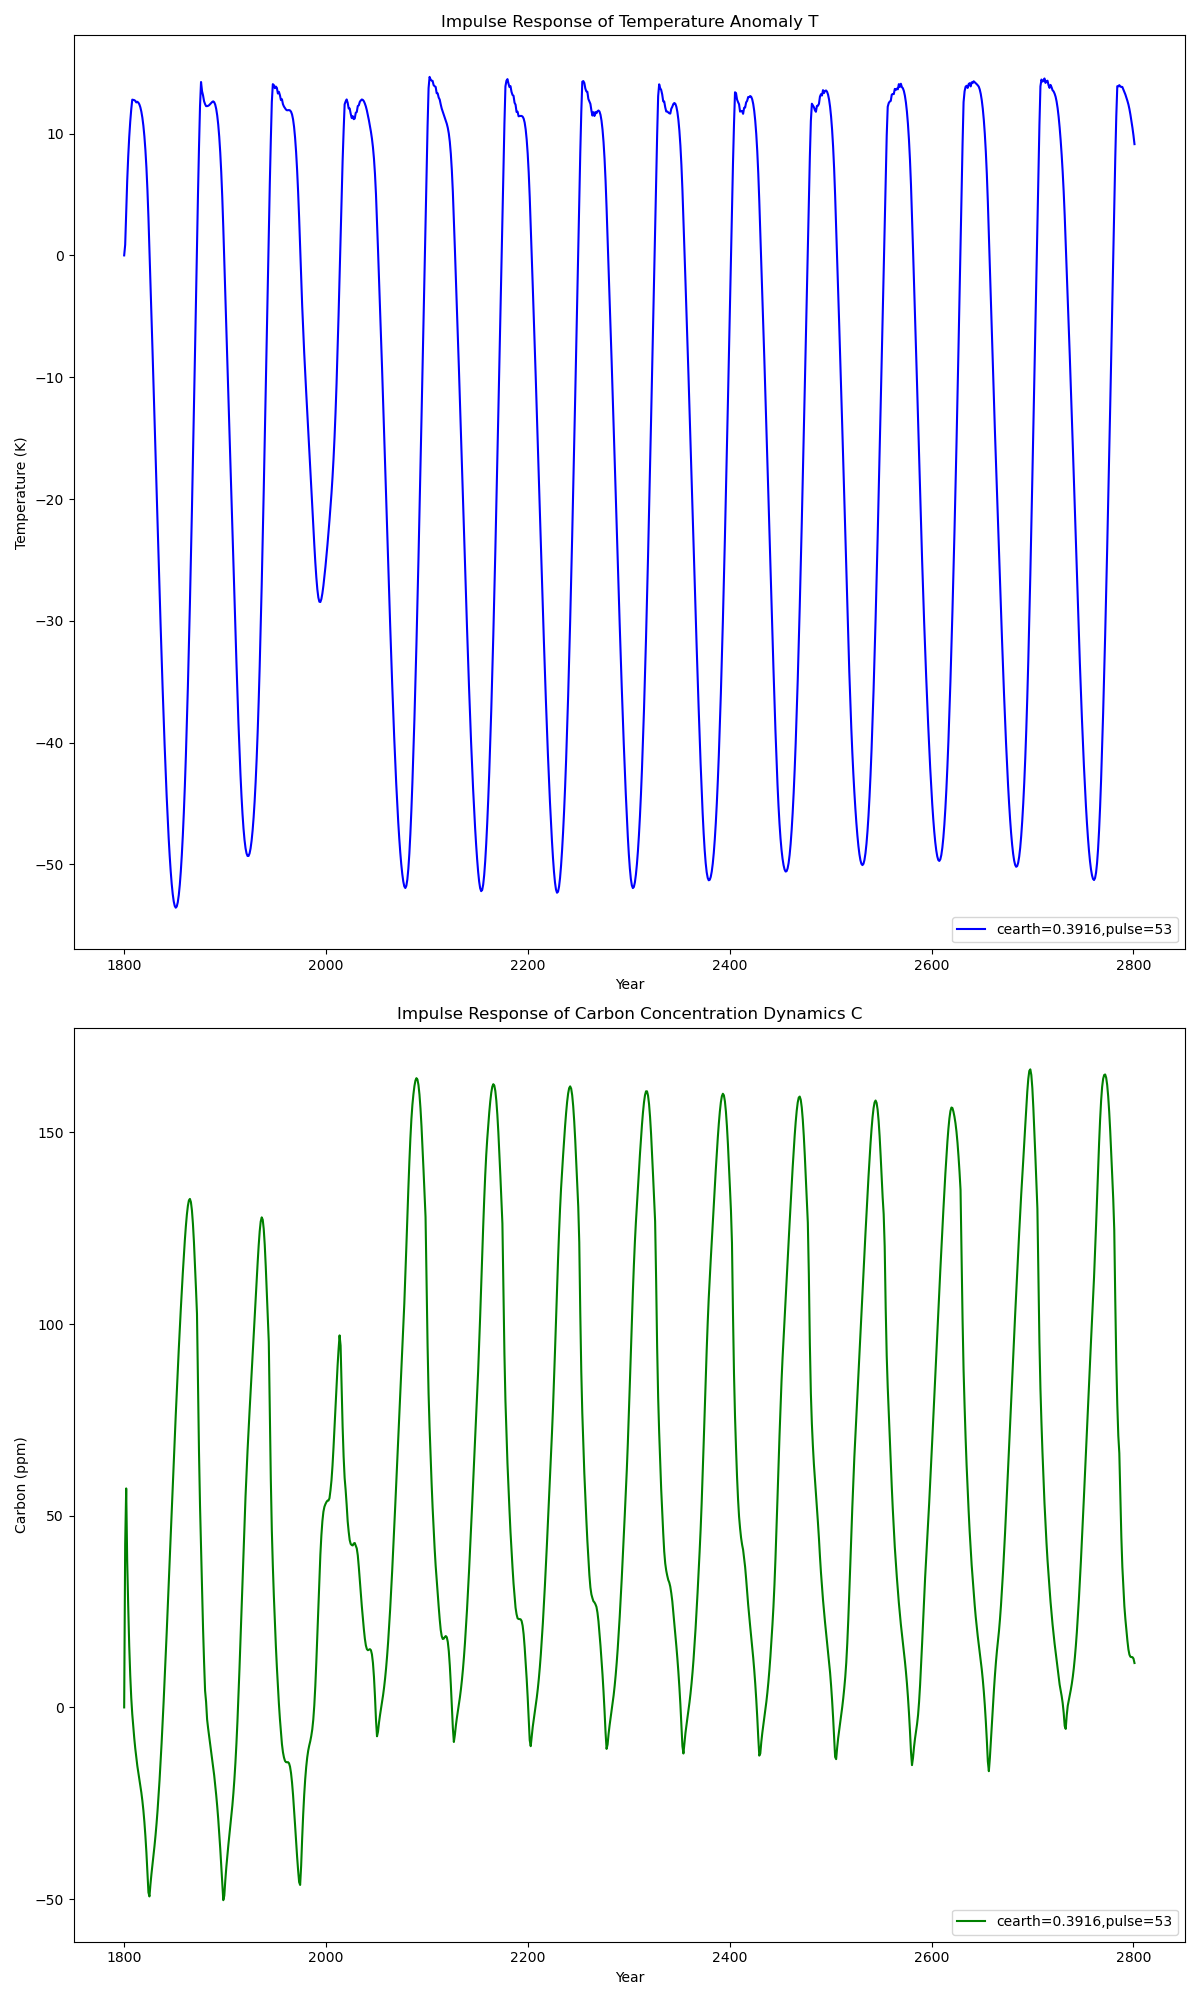 Impulse Response of Temperature Anomaly T
10
0
−10
−20
−30
−40
−50
Temperature (K)
cearth=0.3916,pulse=53
1800 2000 2200 2400 2600 2800
Year
Impulse Response of Carbon Concentration Dynamics C
150
100
50
0
−50
Carbon (ppm)
cearth=0.3916,pulse=53
1800 2000 2200 2400 2600 2800
Year